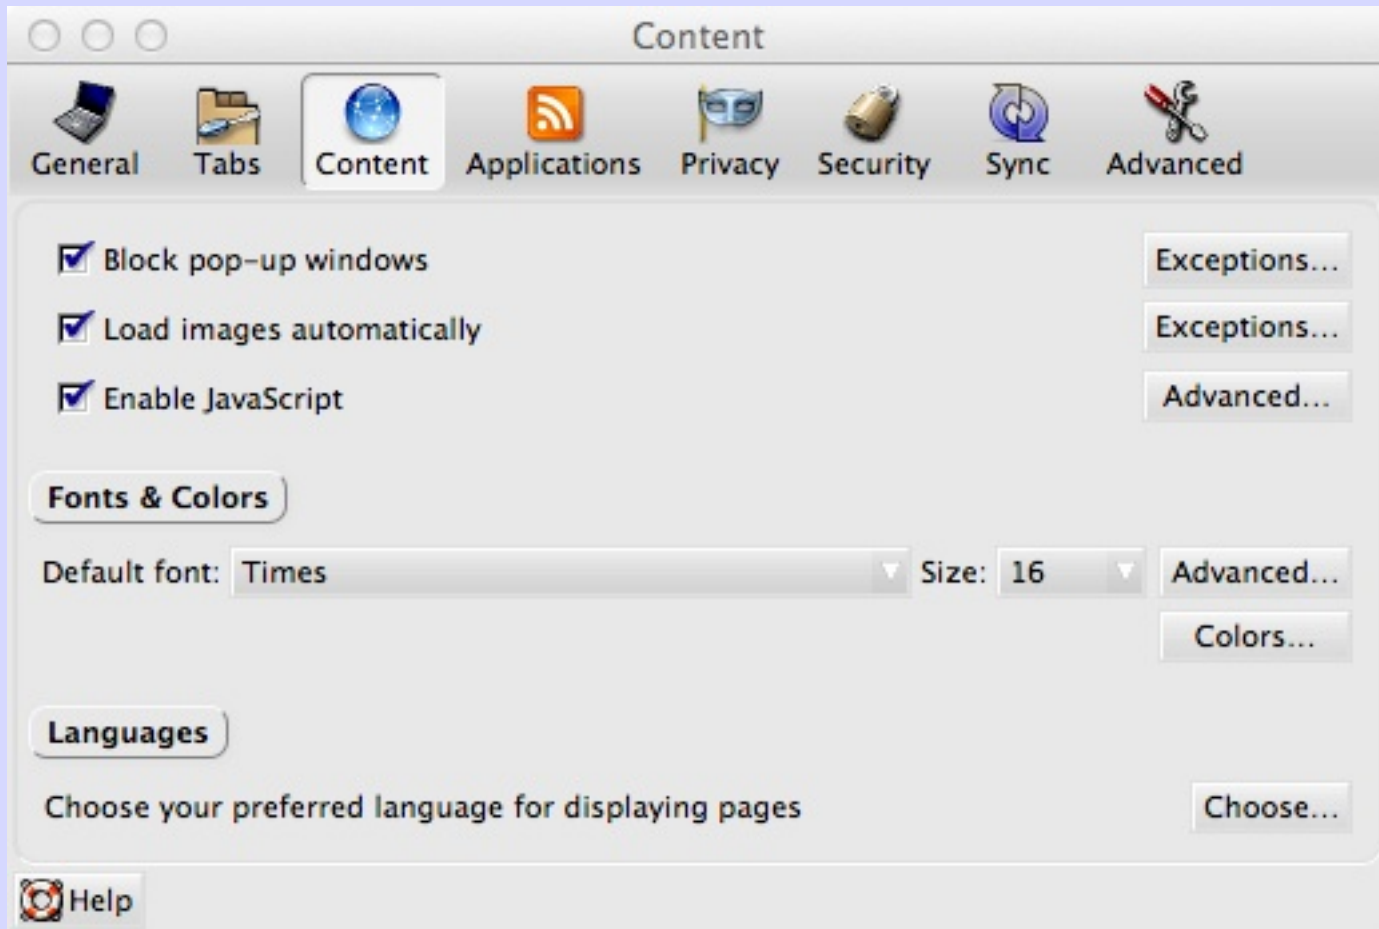 Content
General Tabs Content Applications Privacy Security Sync Advanced
Block pop-up windows Exceptions...
Load images automatically Exceptions...
Enable JavaScript Advanced...
Fonts & Colors
Default font: Times Size: 16 Advanced...
Colors...
Languages
Choose your preferred language for displaying pages Choose...
Help